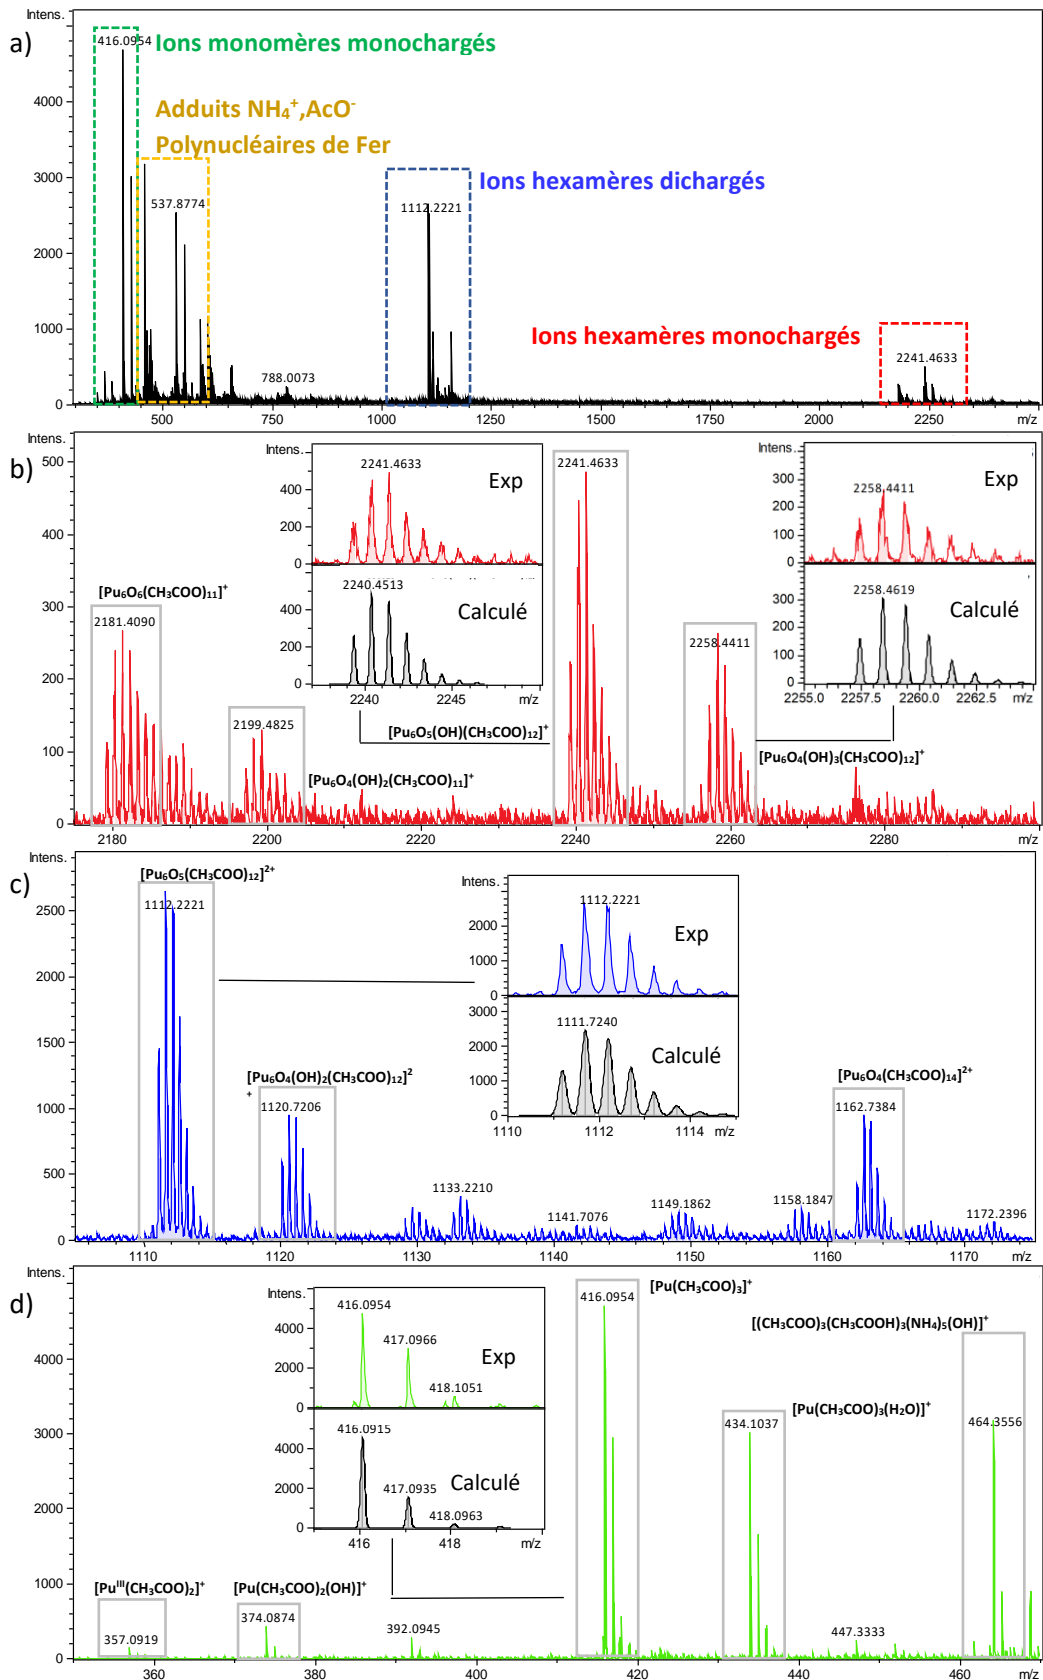 a)
Intens.
4000
3000
2000
1000
0
416.0954
Ions monomères monochargés
Adduits NH₄⁺,AcO⁻
Polynucléaires de Fer
537.8774
788.0073
1112.2221
Ions hexamères dichargés
Ions hexamères monochargés
2241.4633
500
750
1000
1250
1500
1750
2000
2250
m/z
b)
Intens.
500
400
300
200
100
0
[Pu₆O₆(CH₃COO)₁₁]⁺
2181.4090
2199.4825
[Pu₆O₄(OH)₂(CH₃COO)₁₁]⁺
2241.4633
[Pu₆O₅(OH)(CH₃COO)₁₂]⁺
2258.4411
[Pu₆O₄(OH)₃(CH₃COO)₁₂]⁺
2180
2200
2220
2240
2260
2280
m/z
Intens.
400
200
0
2241.4633
Exp
400
200
0
2240.4513
Calculé
2240
2245
m/z
Intens.
300
200
100
0
2258.4411
Exp
300
200
100
0
2258.4619
Calculé
2255.0
2257.5
2260.0
2262.5
m/z
c)
Intens.
2500
2000
1500
1000
500
0
[Pu₆O₅(CH₃COO)₁₂]²⁺
1112.2221
[Pu₆O₄(OH)₂(CH₃COO)₁₂]²
+
1120.7206
1133.2210
1141.7076
1149.1862
1158.1847
[Pu₆O₄(CH₃COO)₁₄]²⁺
1162.7384
1172.2396
1110
1120
1130
1140
1150
1160
1170
m/z
Intens.
2000
1000
0
1112.2221
Exp
3000
2000
1000
0
1111.7240
Calculé
1110
1112
1114
m/z
d)
Intens.
4000
3000
2000
1000
0
[Puᴵᴵᴵ(CH₃COO)₂]⁺
357.0919
[Pu(CH₃COO)₂(OH)]⁺
374.0874
392.0945
[Pu(CH₃COO)₃]⁺
416.0954
[Pu(CH₃COO)₃(H₂O)]⁺
434.1037
447.3333
[(CH₃COO)₃(CH₃COOH)₃(NH₄)₅(OH)]⁺
464.3556
360
380
400
420
440
460
m/z
Intens.
4000
2000
0
416.0954
417.0966
418.1051
Exp
4000
2000
0
416.0915
417.0935
418.0963
Calculé
416
418
m/z